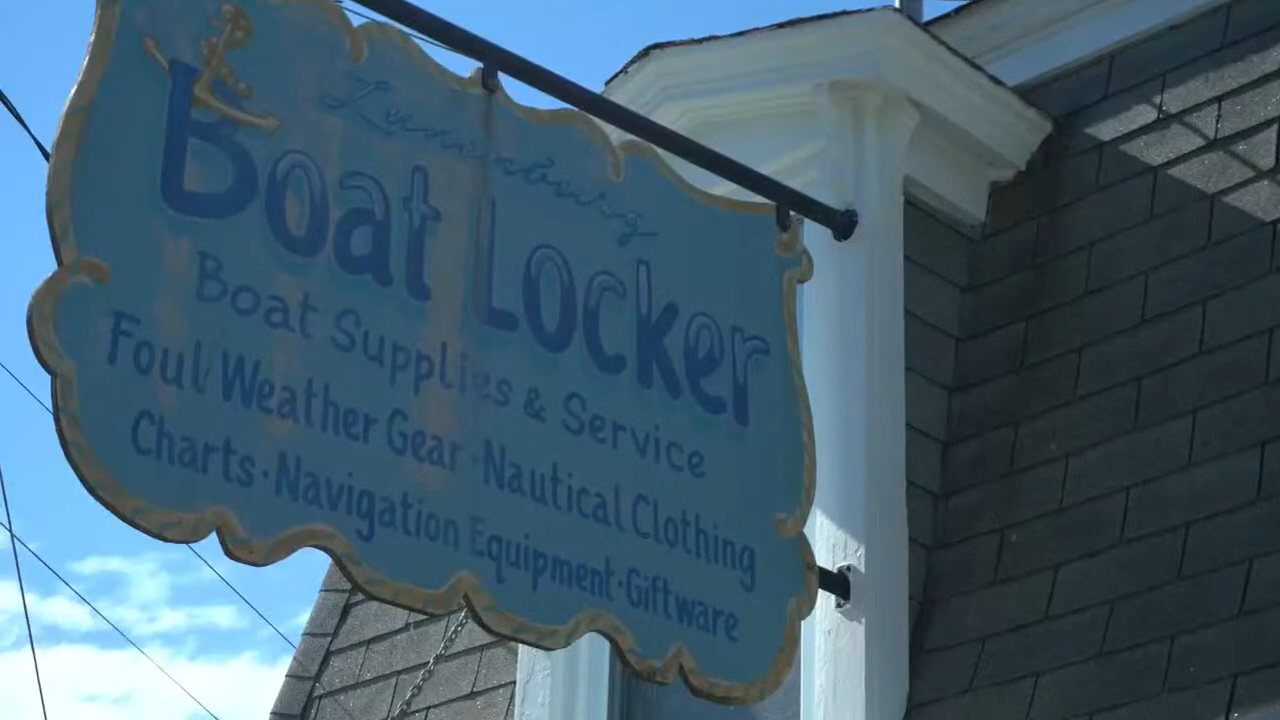 Lunenburg
Boat Locker
Boat Supplies & Service
Foul Weather Gear · Nautical Clothing
Charts · Navigation Equipment · Giftware